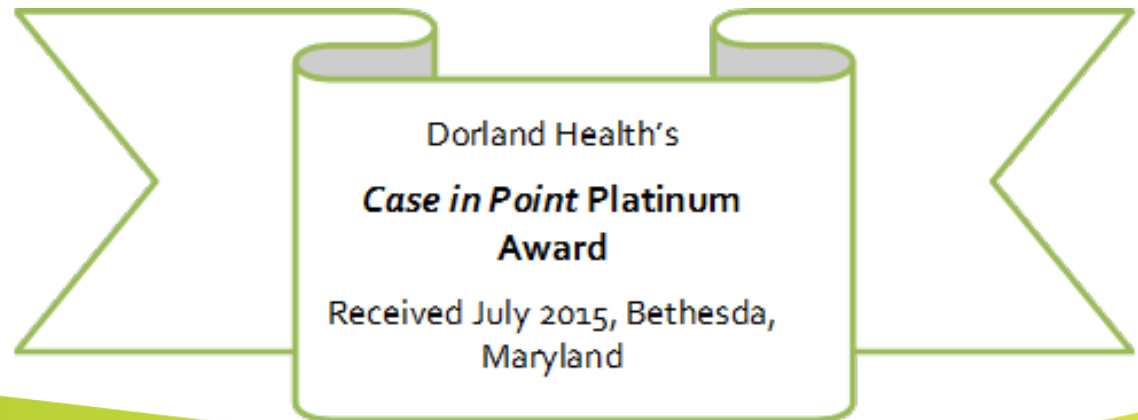 Dorland Health’s
Case in Point Platinum
Award
Received July 2015, Bethesda,
Maryland